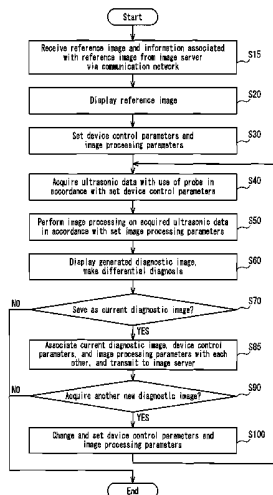 Start
Receive reference image and information associated
with reference image from image server
via communication network
S15
Display reference image
S20
Set device control parameters and
image processing parameters
S30
Acquire ultrasonic data with use of probe in
accordance with set device control parameters
S40
Perform image processing on acquired ultrasonic data
in accordance with set image processing parameters
S50
Display generated diagnostic image,
make differential diagnosis
S60
NO
Save as current diagnostic image?
S70
YES
Associate current diagnostic image, device control
parameters, and image processing parameters with each
other, and transmit to image server
S85
NO
Acquire another new diagnostic image?
S90
YES
Change and set device control parameters and
image processing parameters
S100
End